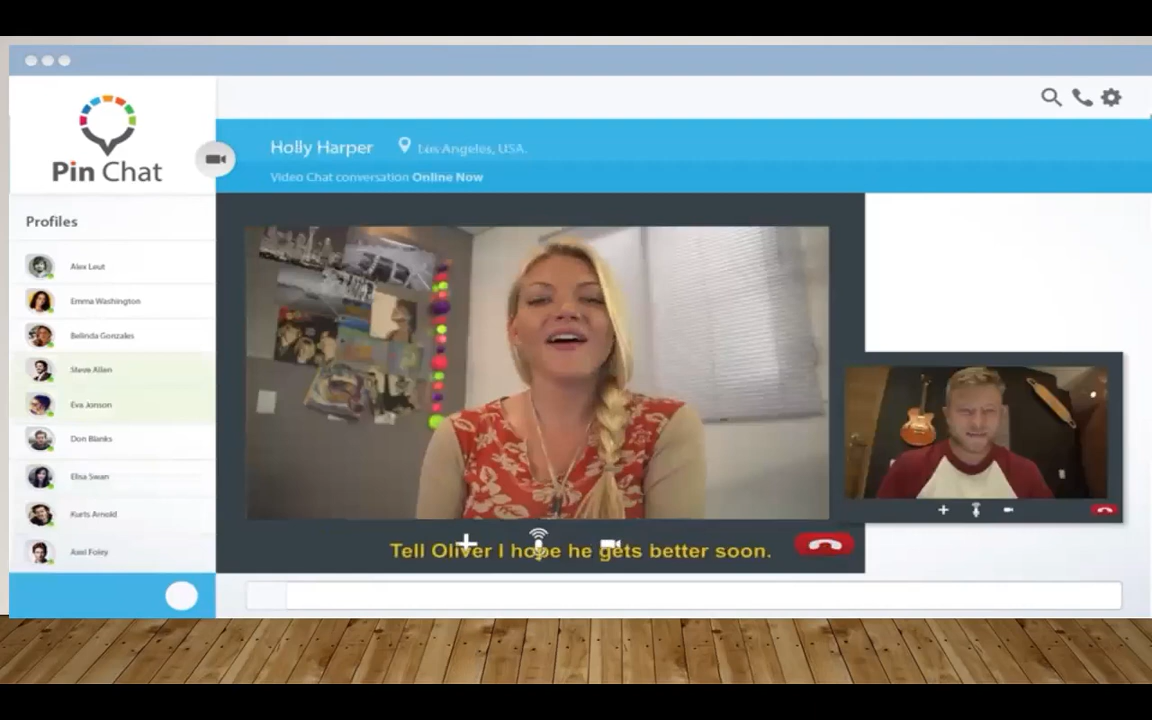 Pin Chat
Holly Harper
Los Angeles, USA.
Video Chat conversation Online Now
Profiles
Alex Leut
Emma Washington
Belinda Gonzales
Steve Allen
Eva Jonson
Don Blanks
Elisa Swan
Kurts Arnold
Axel Foley
Tell Oliver I hope he gets better soon.